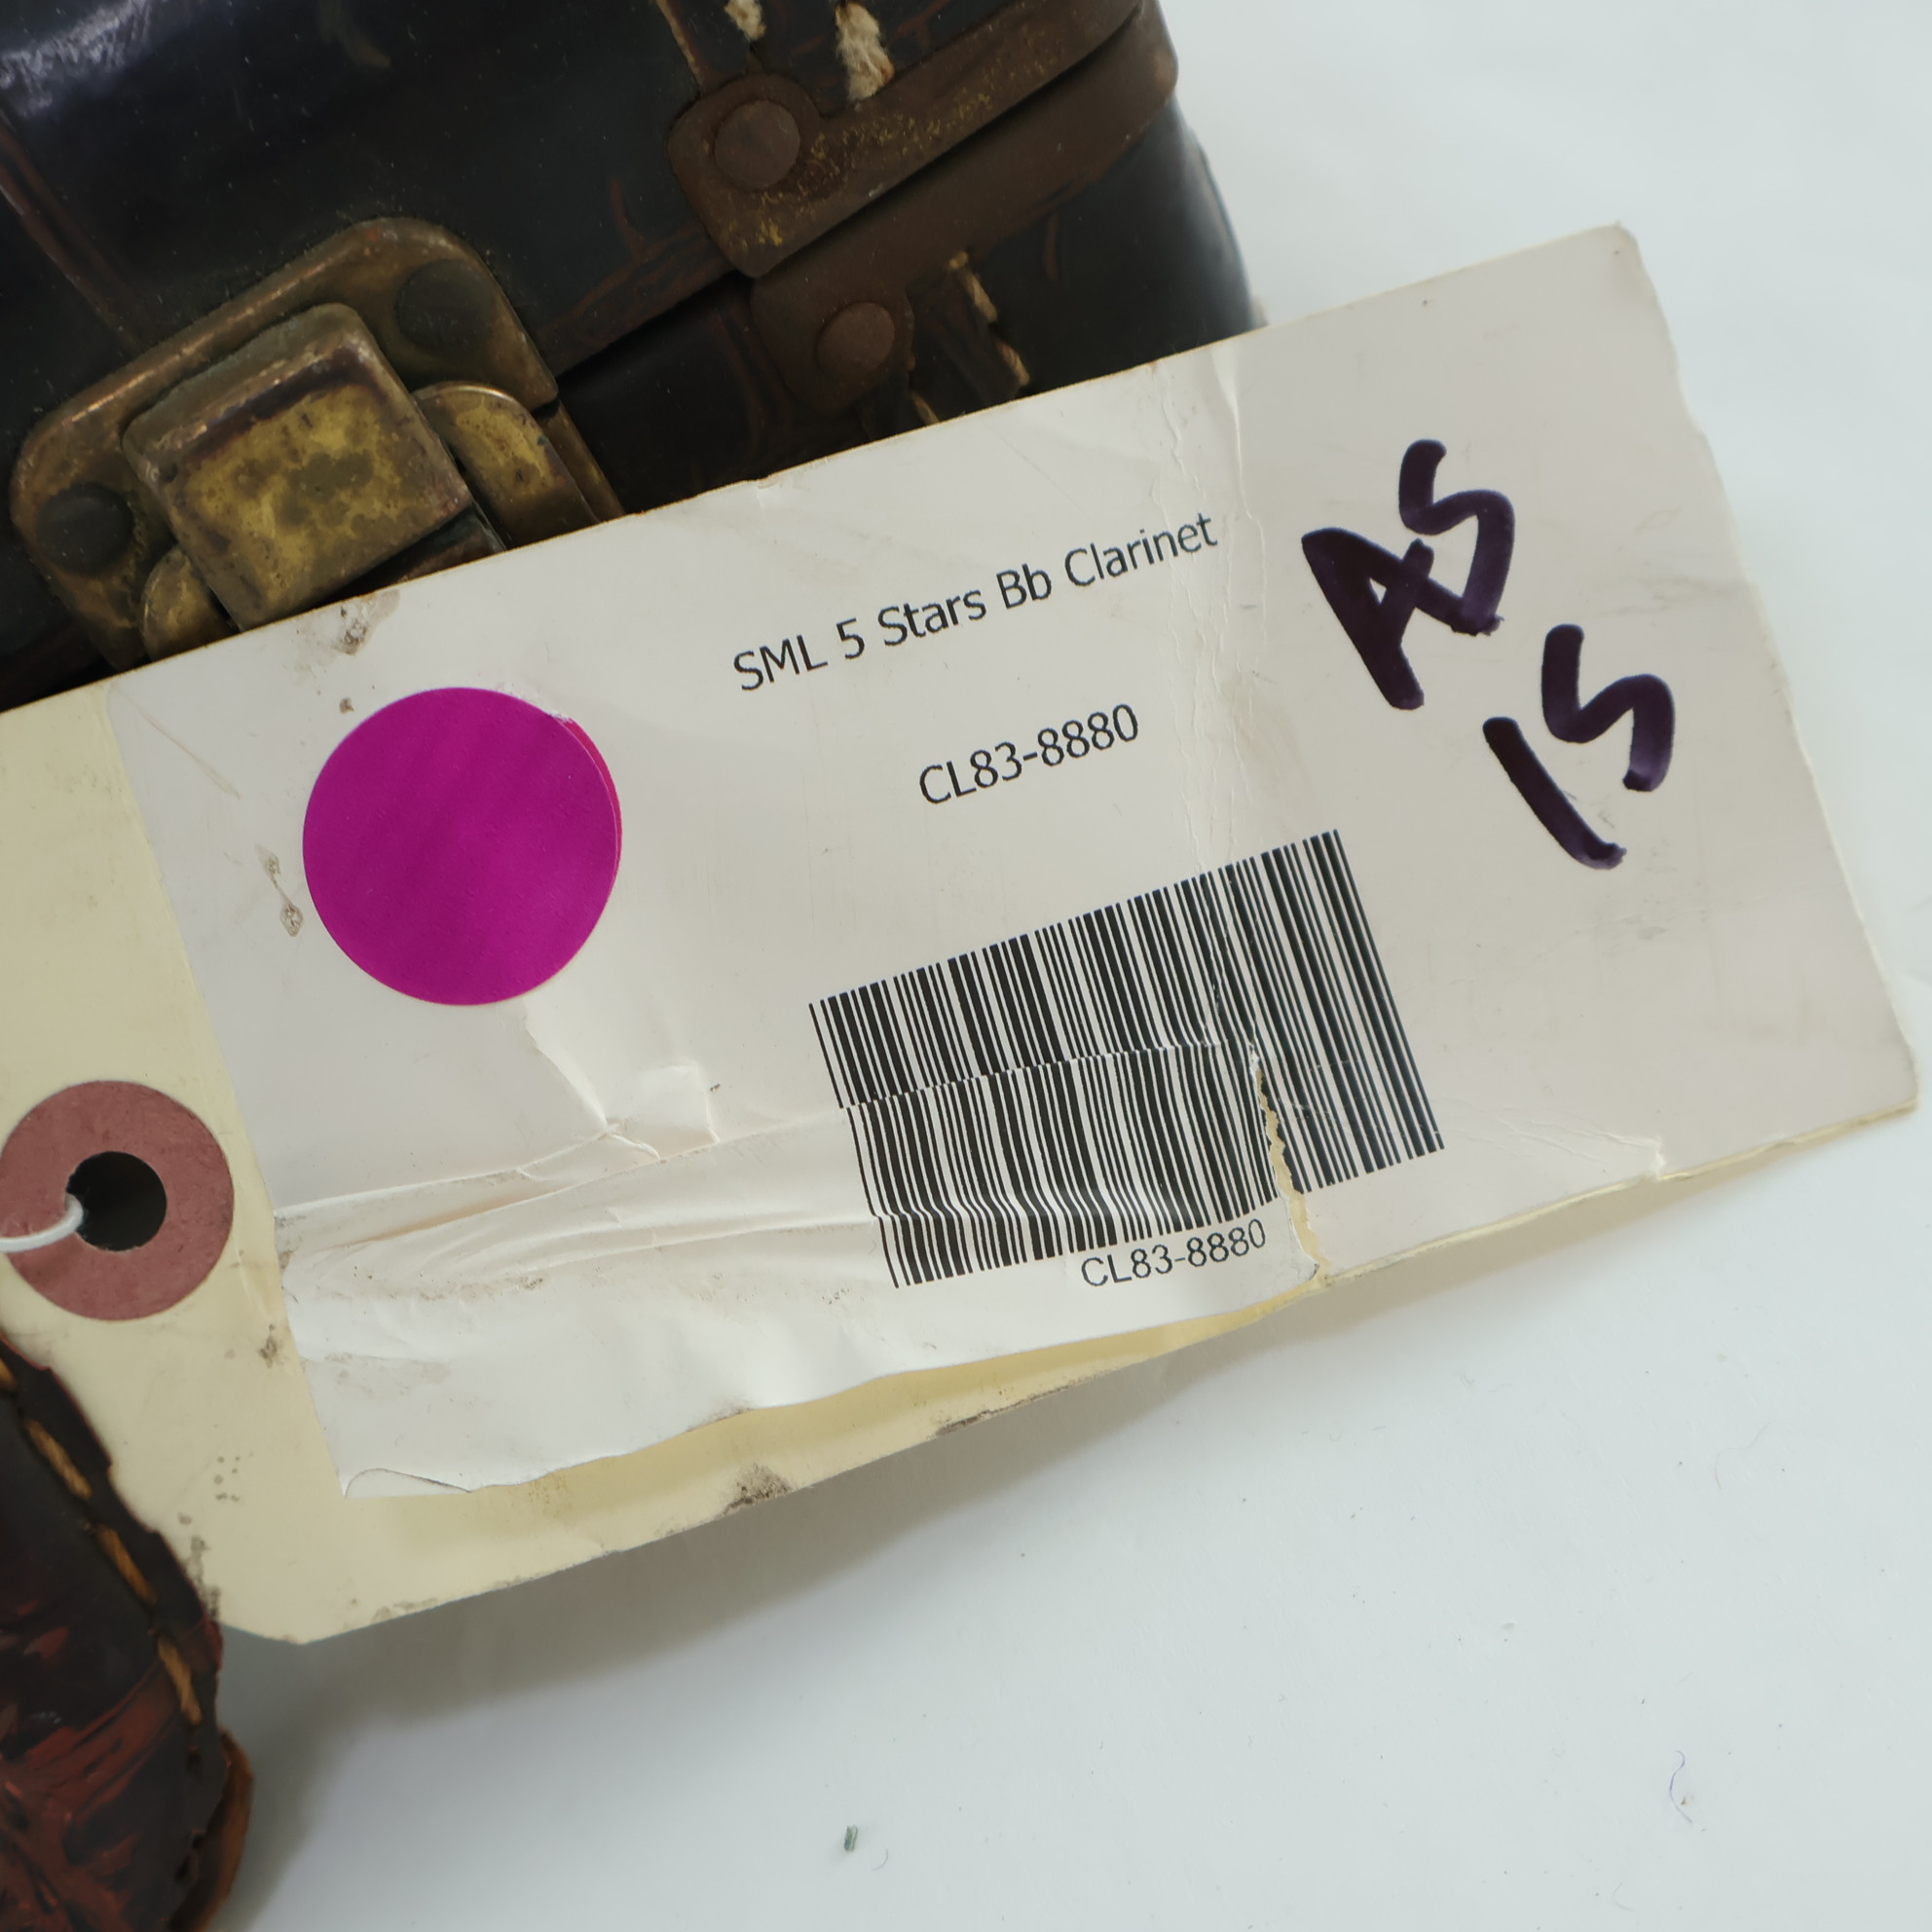 SML 5 Stars Bb Clarinet
CL83-8880
CL83-8880
AS
IS